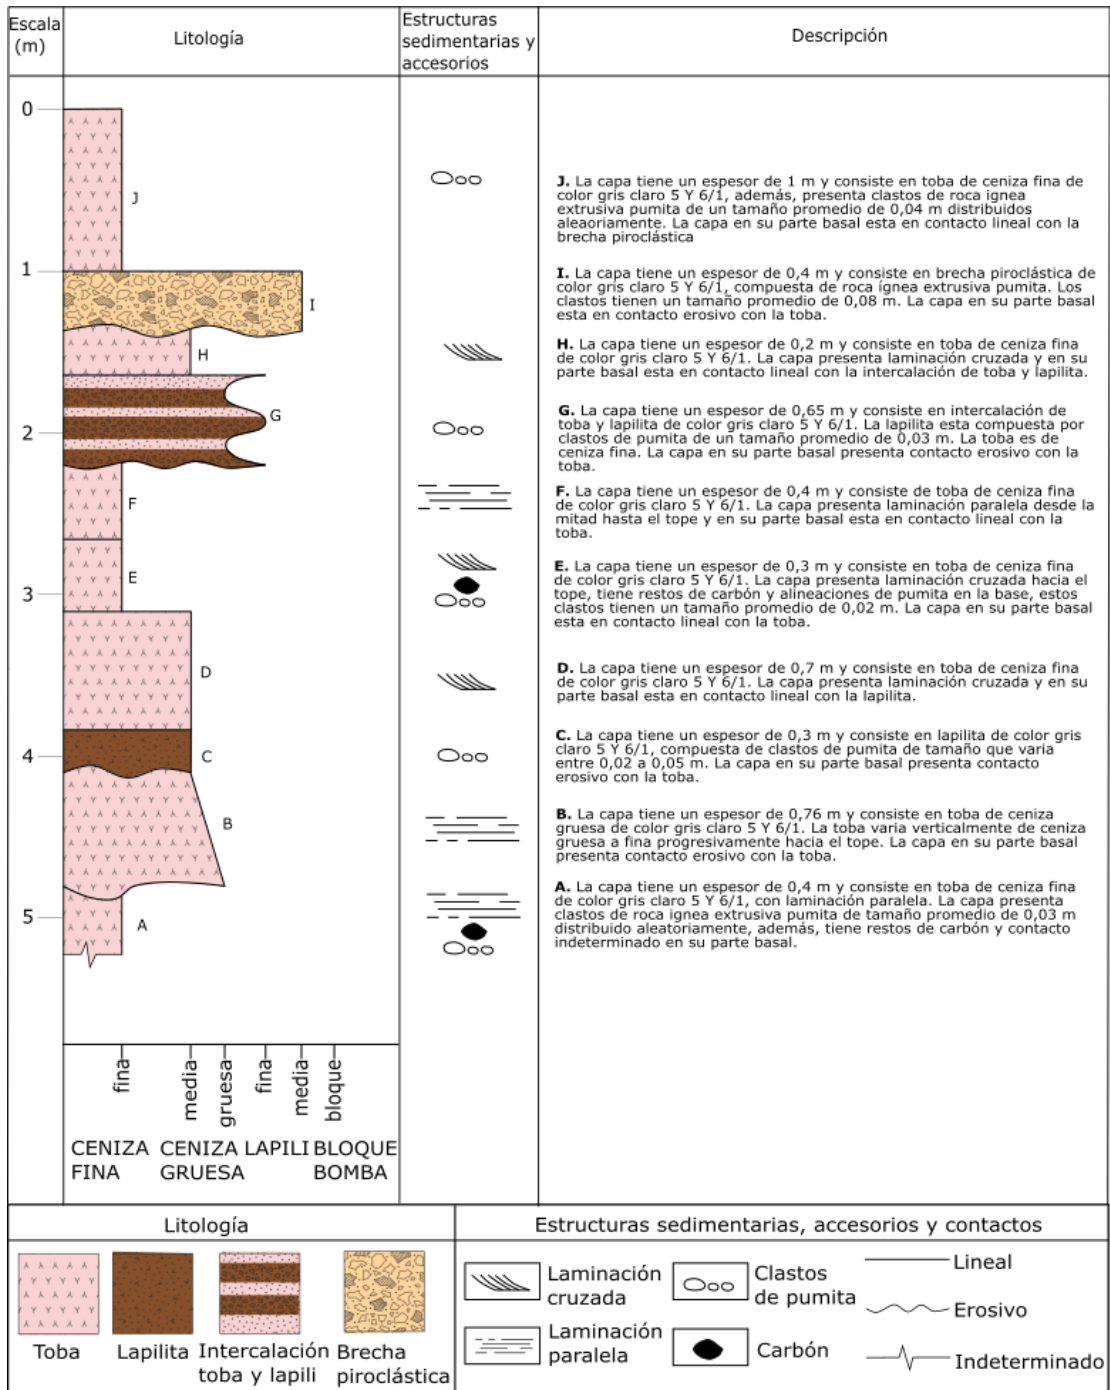 Escala
(m)
Litología
Estructuras
sedimentarias y
accesorios
Descripción
0
1
2
3
4
5
J
I
H
G
F
E
D
C
B
A
J. La capa tiene un espesor de 1 m y consiste en toba de ceniza fina de
color gris claro 5 Y 6/1, además, presenta clastos de roca ignea
extrusiva pumita de un tamaño promedio de 0,04 m distribuidos
aleaoriamente. La capa en su parte basal esta en contacto lineal con la
brecha piroclástica
I. La capa tiene un espesor de 0,4 m y consiste en brecha piroclástica de
color gris claro 5 Y 6/1, compuesta de roca ígnea extrusiva pumita. Los
clastos tienen un tamaño promedio de 0,08 m. La capa en su parte basal
esta en contacto erosivo con la toba.
H. La capa tiene un espesor de 0,2 m y consiste en toba de ceniza fina
de color gris claro 5 Y 6/1. La capa presenta laminación cruzada y en su
parte basal esta en contacto lineal con la intercalación de toba y lapilita.
G. La capa tiene un espesor de 0,65 m y consiste en intercalación de
toba y lapilita de color gris claro 5 Y 6/1. La lapilita esta compuesta por
clastos de pumita de un tamaño promedio de 0,03 m. La toba es de
ceniza fina. La capa en su parte basal presenta contacto erosivo con la
toba.
F. La capa tiene un espesor de 0,4 m y consiste de toba de ceniza fina
de color gris claro 5 Y 6/1. La capa presenta laminación paralela desde la
mitad hasta el tope y en su parte basal esta en contacto lineal con la
toba.
E. La capa tiene un espesor de 0,3 m y consiste en toba de ceniza fina
de color gris claro 5 Y 6/1. La capa presenta laminación cruzada hacia el
tope, tiene restos de carbón y alineaciones de pumita en la base, estos
clastos tienen un tamaño promedio de 0,02 m. La capa en su parte basal
esta en contacto lineal con la toba.
D. La capa tiene un espesor de 0,7 m y consiste en toba de ceniza fina
de color gris claro 5 Y 6/1. La capa presenta laminación cruzada y en su
parte basal esta en contacto lineal con la lapilita.
C. La capa tiene un espesor de 0,3 m y consiste en lapilita de color gris
claro 5 Y 6/1, compuesta de clastos de pumita de tamaño que varia
entre 0,02 a 0,05 m. La capa en su parte basal presenta contacto
erosivo con la toba.
B. La capa tiene un espesor de 0,76 m y consiste en toba de ceniza
gruesa de color gris claro 5 Y 6/1. La toba varia verticalmente de ceniza
gruesa a fina progresivamente hacia el tope. La capa en su parte basal
presenta contacto erosivo con la toba.
A. La capa tiene un espesor de 0,4 m y consiste en toba de ceniza fina
de color gris claro 5 Y 6/1, con laminación paralela. La capa presenta
clastos de roca ignea extrusiva pumita de tamaño promedio de 0,03 m
distribuido aleatoriamente, además, tiene restos de carbón y contacto
indeterminado en su parte basal.
fina
media
gruesa
fina
media
bloque
CENIZA
FINA
CENIZA
GRUESA
LAPILI
BLOQUE
BOMBA
Litología
Toba
Lapilita
Intercalación
toba y lapili
Brecha
piroclástica
Estructuras sedimentarias, accesorios y contactos
Laminación
cruzada
Laminación
paralela
Clastos
de pumita
Carbón
Lineal
Erosivo
Indeterminado